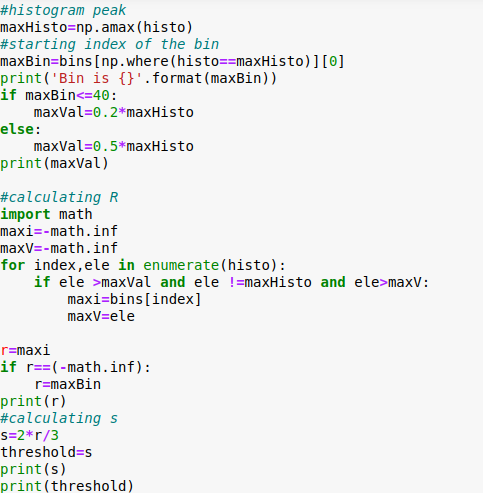 #histogram peak
maxHisto=np.amax(histo)
#starting index of the bin
maxBin=bins[np.where(histo==maxHisto)][0]
print('Bin is {}'.format(maxBin))
if maxBin<=40:
    maxVal=0.2*maxHisto
else:
    maxVal=0.5*maxHisto
print(maxVal)

#calculating R
import math
maxi=-math.inf
maxV=-math.inf
for index,ele in enumerate(histo):
    if ele >maxVal and ele !=maxHisto and ele>maxV:
        maxi=bins[index]
        maxV=ele

r=maxi
if r==(-math.inf):
    r=maxBin
print(r)
#calculating s
s=2*r/3
threshold=s
print(s)
print(threshold)